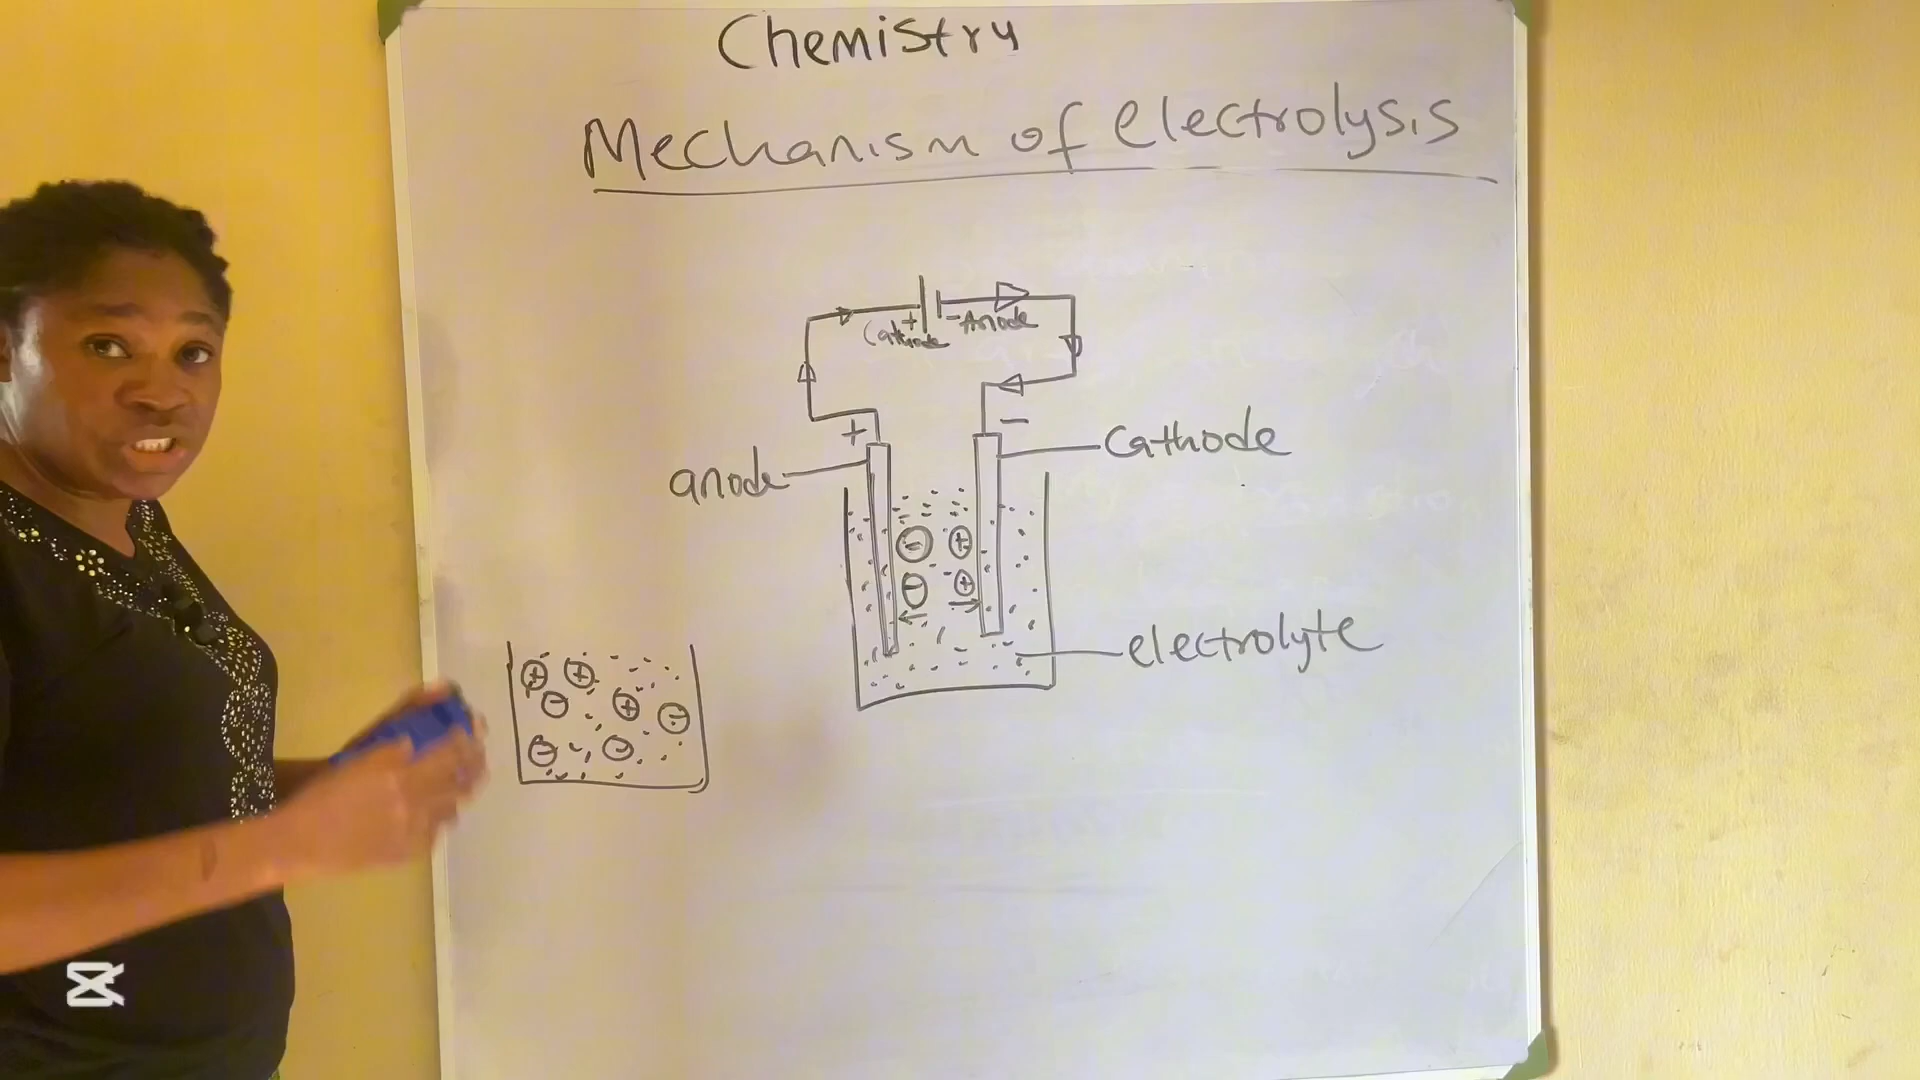 Chemistry
Mechanism of electrolysis
+ - Anode
Cathode
+ -
Cathode
anode
- +
- +
electrolyte
+ +
- + -
- -